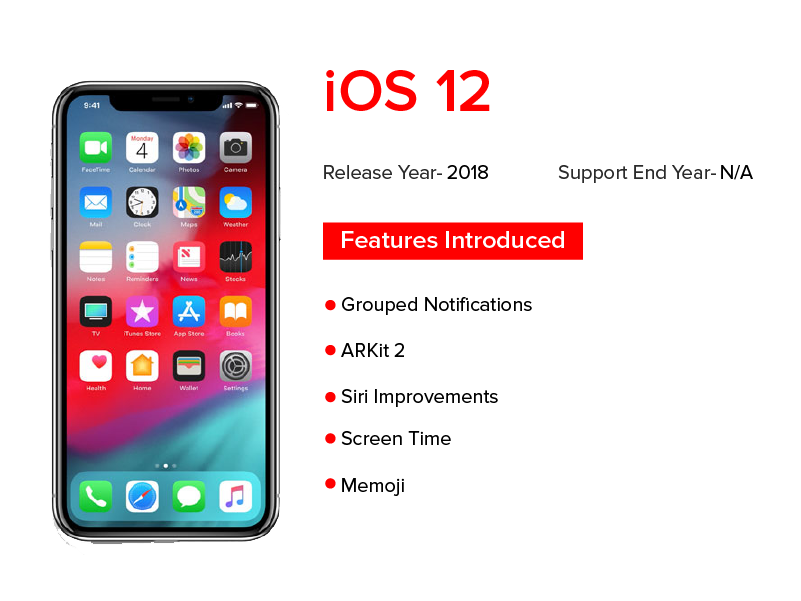 iOS 12
Release Year- 2018
Support End Year- N/A
Features Introduced
Grouped Notifications
ARKit 2
Siri Improvements
Screen Time
Memoji
9:41
Monday
4
FaceTime Calendar Photos Camera
Mail Clock Maps Weather
Notes Reminders News Stocks
TV iTunes Store App Store Books
Health Home Wallet Settings